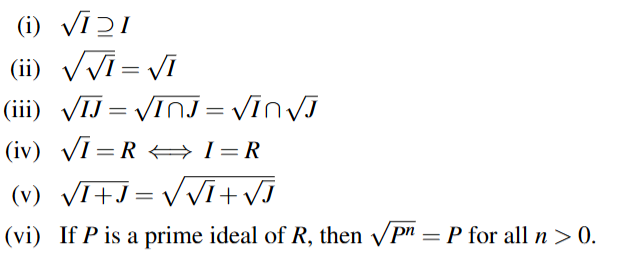 (i) √I ⊇ I
(ii) √√I = √I
(iii) √IJ = √I∩J = √I ∩ √J
(iv) √I = R ⟺ I = R
(v) √I+J = √√I+√J
(vi) If P is a prime ideal of R, then √Pⁿ = P for all n > 0.